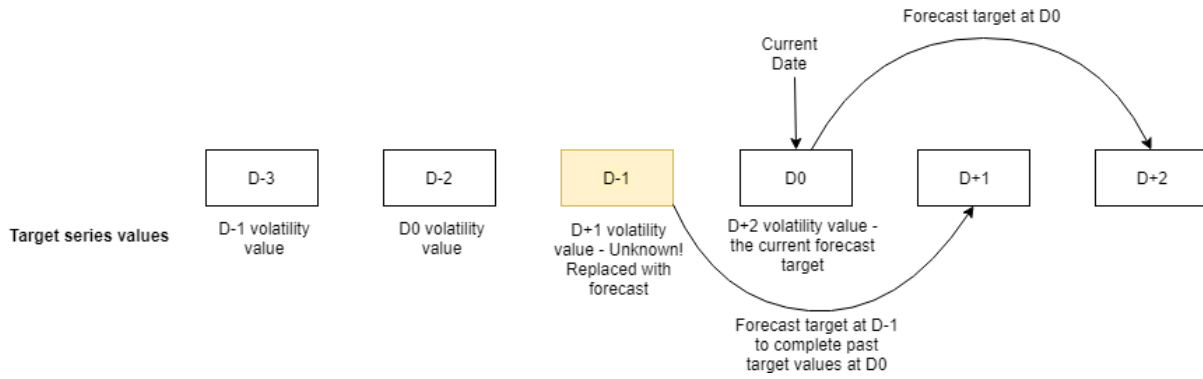 Forecast target at D0
Current
Date
D-3
D-2
D-1
D0
D+1
D+2
Target series values
D-1 volatility
value
D0 volatility
value
D+1 volatility
value - Unknown!
Replaced with
forecast
D+2 volatility value -
the current forecast
target
Forecast target at D-1
to complete past
target values at D0